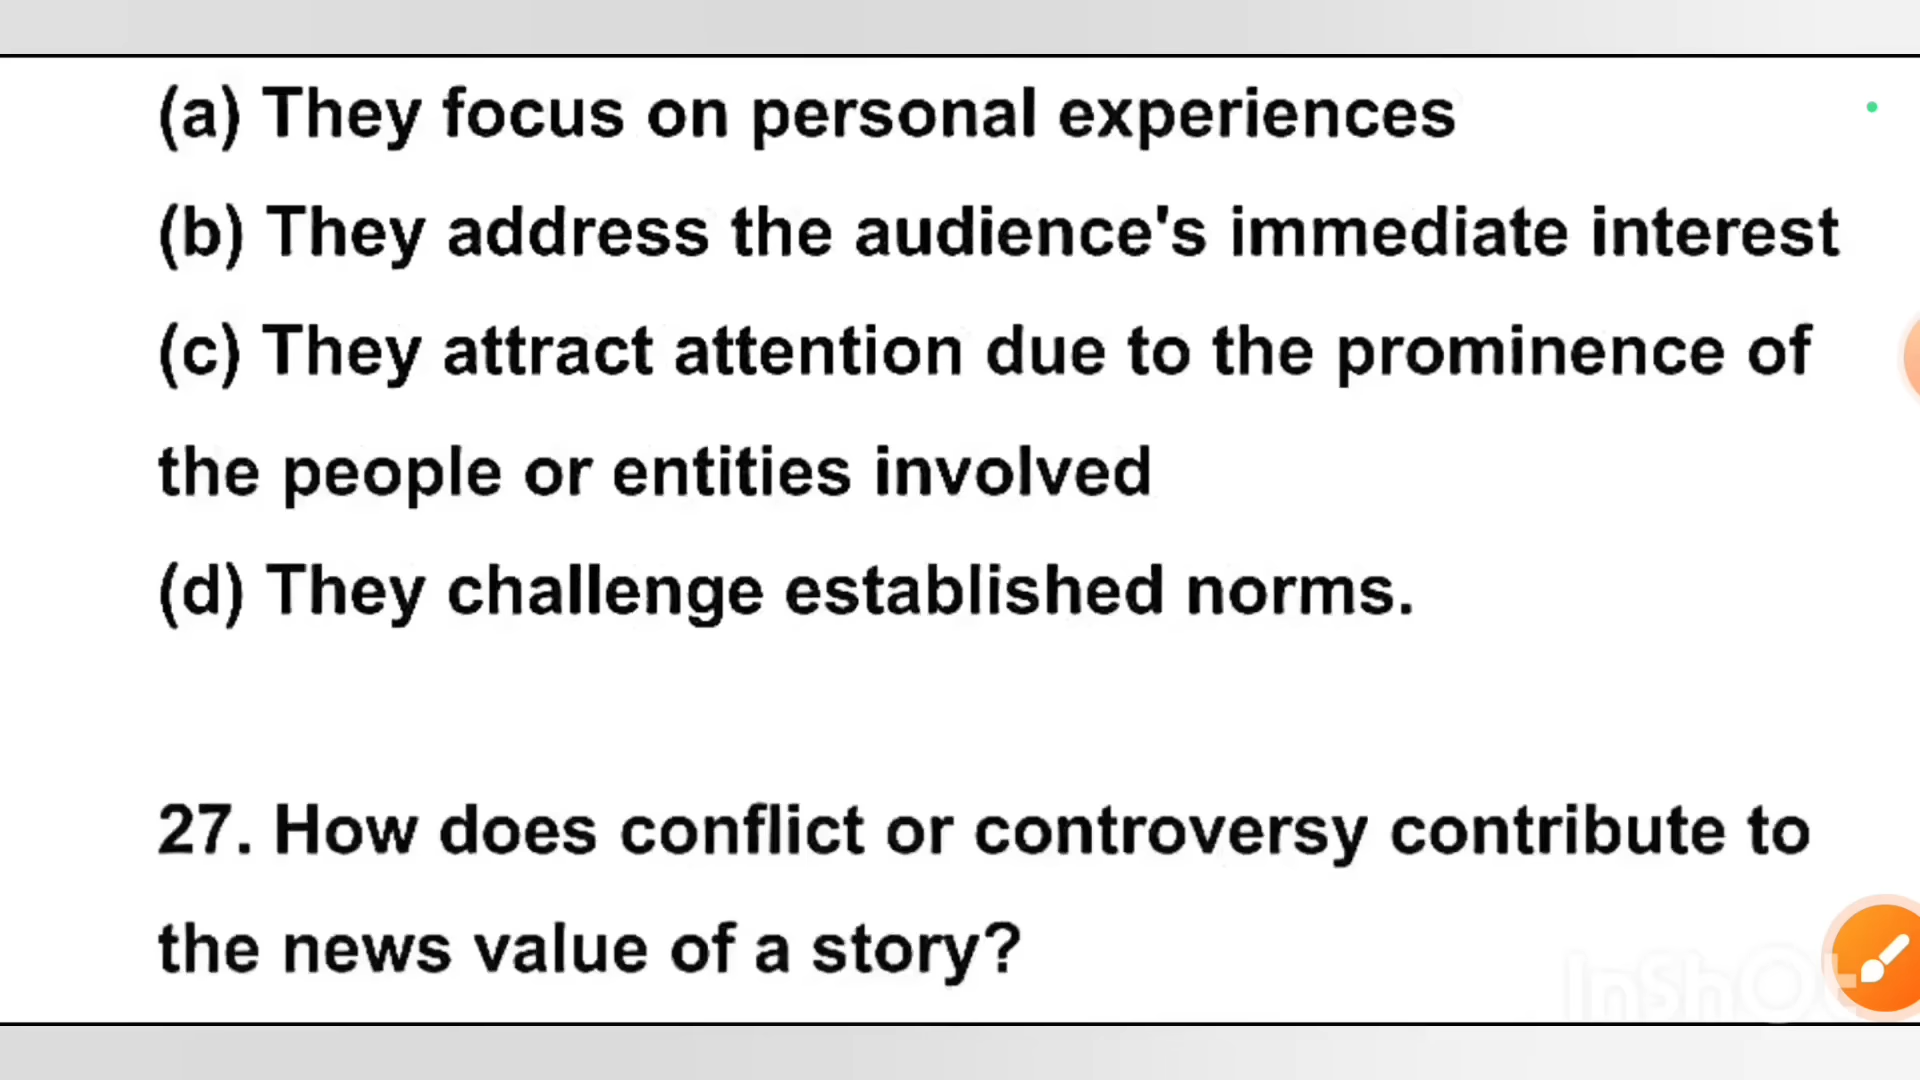 (a) They focus on personal experiences
(b) They address the audience's immediate interest
(c) They attract attention due to the prominence of
the people or entities involved
(d) They challenge established norms.
27. How does conflict or controversy contribute to
the news value of a story?
InShOt